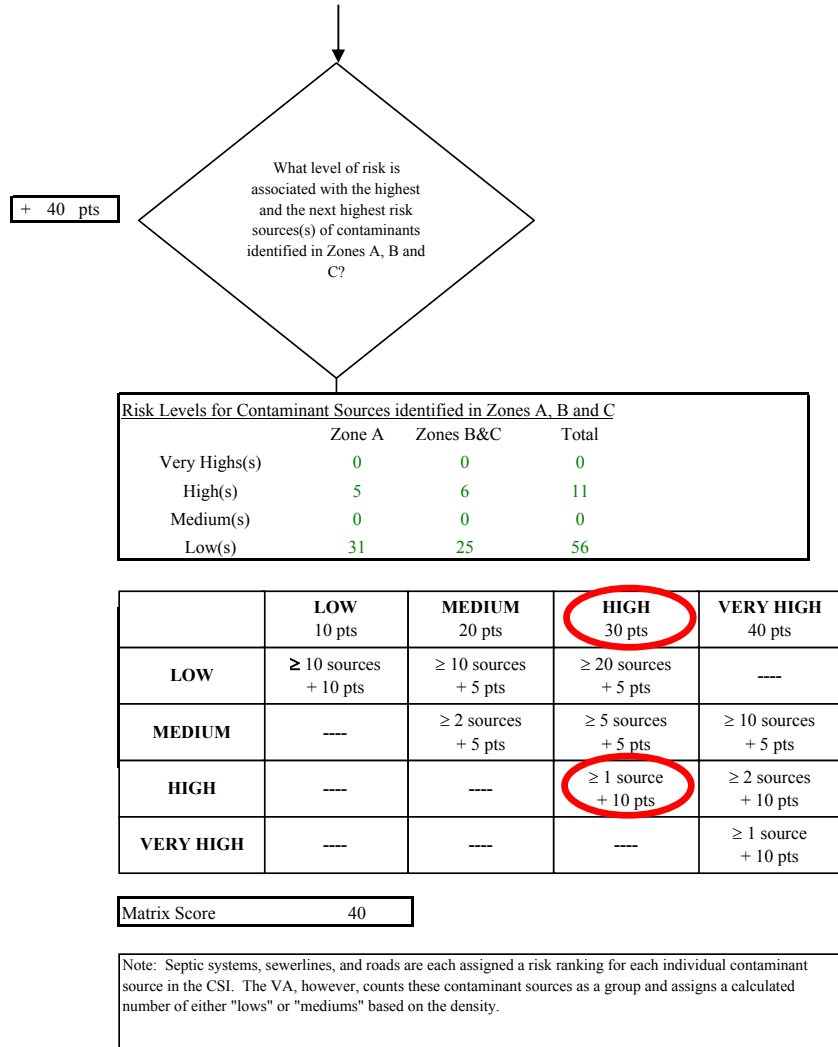 What level of risk is
associated with the highest
and the next highest risk
sources(s) of contaminants
identified in Zones A, B and
C?
+ 40 pts
Risk Levels for Contaminant Sources identified in Zones A, B and C
Zone A Zones B&C Total
Very Highs(s) 0 0 0
High(s) 5 6 11
Medium(s) 0 0 0
Low(s) 31 25 56
LOW MEDIUM HIGH VERY HIGH
10 pts 20 pts 30 pts 40 pts
LOW ≥ 10 sources ≥ 10 sources ≥ 20 sources ----
+ 10 pts + 5 pts + 5 pts
MEDIUM ---- ≥ 2 sources ≥ 5 sources ≥ 10 sources
+ 5 pts + 5 pts + 5 pts
HIGH ---- ---- ≥ 1 source ≥ 2 sources
+ 10 pts + 10 pts
VERY HIGH ---- ---- ---- ≥ 1 source
+ 10 pts
Matrix Score 40
Note: Septic systems, sewerlines, and roads are each assigned a risk ranking for each individual contaminant
source in the CSI. The VA, however, counts these contaminant sources as a group and assigns a calculated
number of either "lows" or "mediums" based on the density.